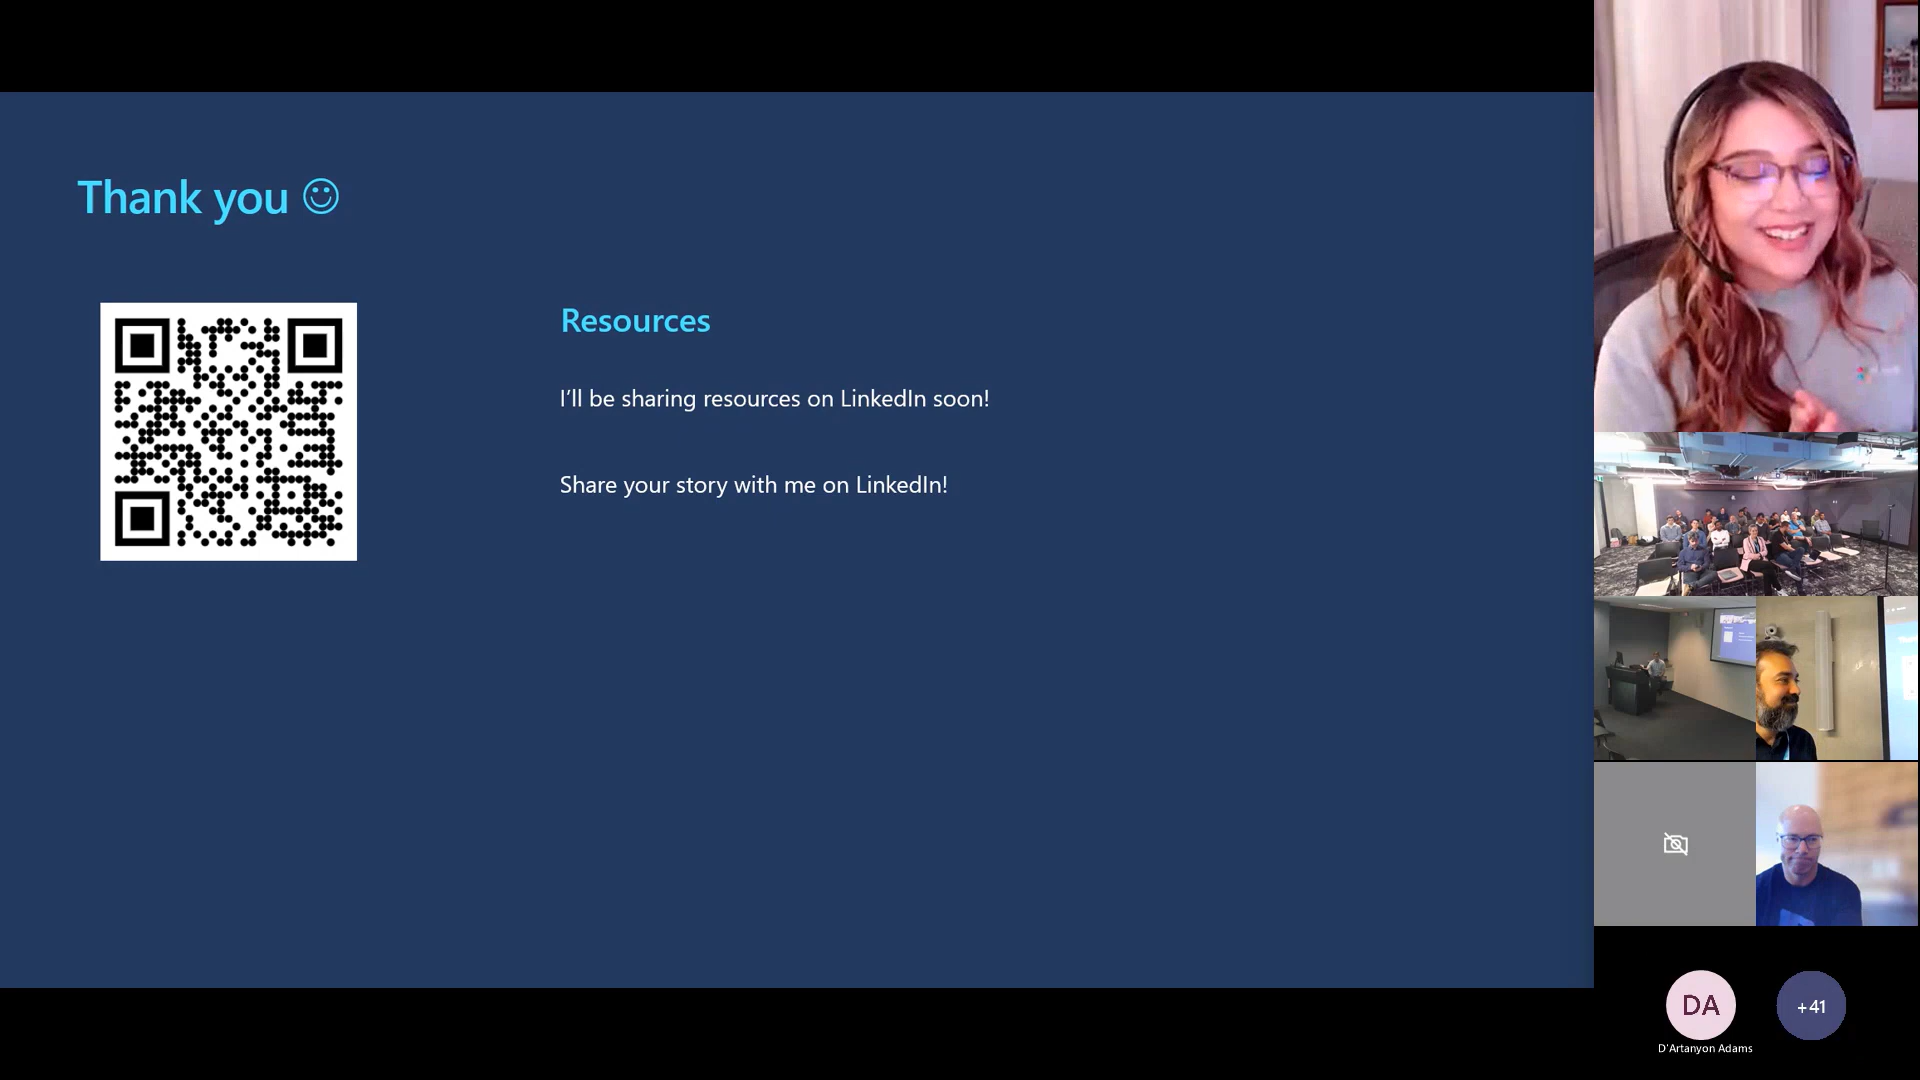 Thank you ☺
Resources
I'll be sharing resources on LinkedIn soon!
Share your story with me on LinkedIn!
DA
+41
D'Artanyon Adams